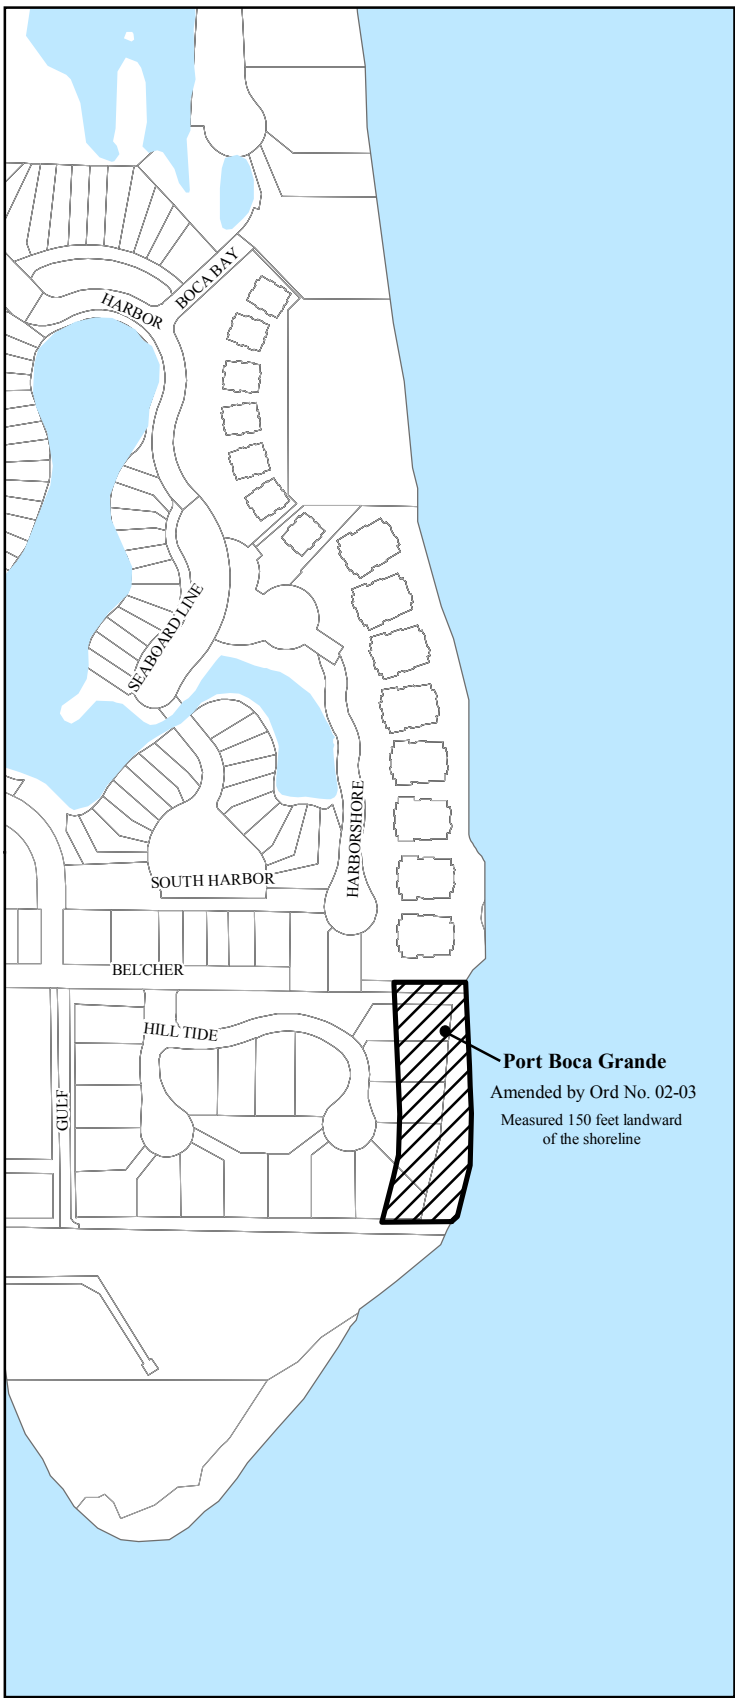 BOCA BAY
HARBOR
SEABOARD LINE
HARBORSHORE
SOUTH HARBOR
BELCHER
HILL TIDE
GULF
Port Boca Grande
Amended by Ord No. 02-03
Measured 150 feet landward
of the shoreline